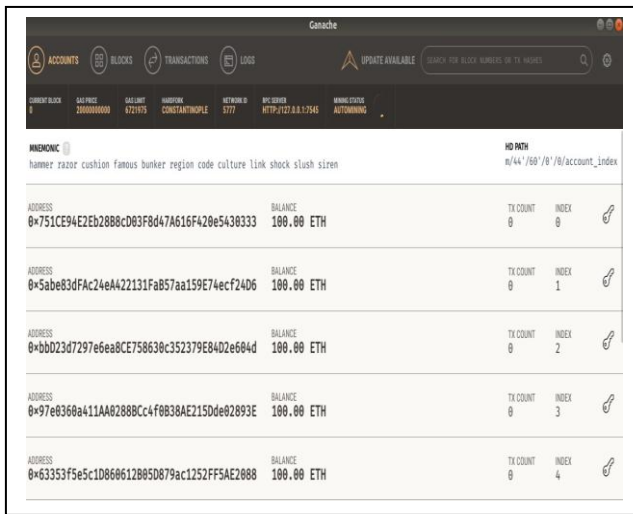 Ganache
ACCOUNTS BLOCKS TRANSACTIONS LOGS UPDATE AVAILABLE SEARCH FOR BLOCK NUMBERS OR TX HASHES
CURRENT BLOCK GAS PRICE GAS LIMIT HARDFORK NETWORK ID RPC SERVER MINING STATUS
0 20000000000 6721975 CONSTANTINOPLE 5777 HTTP://127.0.0.1:7545 AUTOMINING
MNEMONIC HD PATH
hammer razor cushion famous bunker region code culture link shock slush siren m/44'/60'/0'/0/account_index
ADDRESS BALANCE TX COUNT INDEX
0×751CE94E2Eb28B8cD03F8d47A616F420e5430333 100.00 ETH 0 0
ADDRESS BALANCE TX COUNT INDEX
0×5abe83dFAc24eA422131FaB57aa159E74ecf24D6 100.00 ETH 0 1
ADDRESS BALANCE TX COUNT INDEX
0×bbD23d7297e6ea8CE758630c352379E84D2e604d 100.00 ETH 0 2
ADDRESS BALANCE TX COUNT INDEX
0×97e0360a411AA0288BCc4f0B38AE215Dde02893E 100.00 ETH 0 3
ADDRESS BALANCE TX COUNT INDEX
0×63353f5e5c1D860612B05D879ac1252FF5AE2088 100.00 ETH 0 4